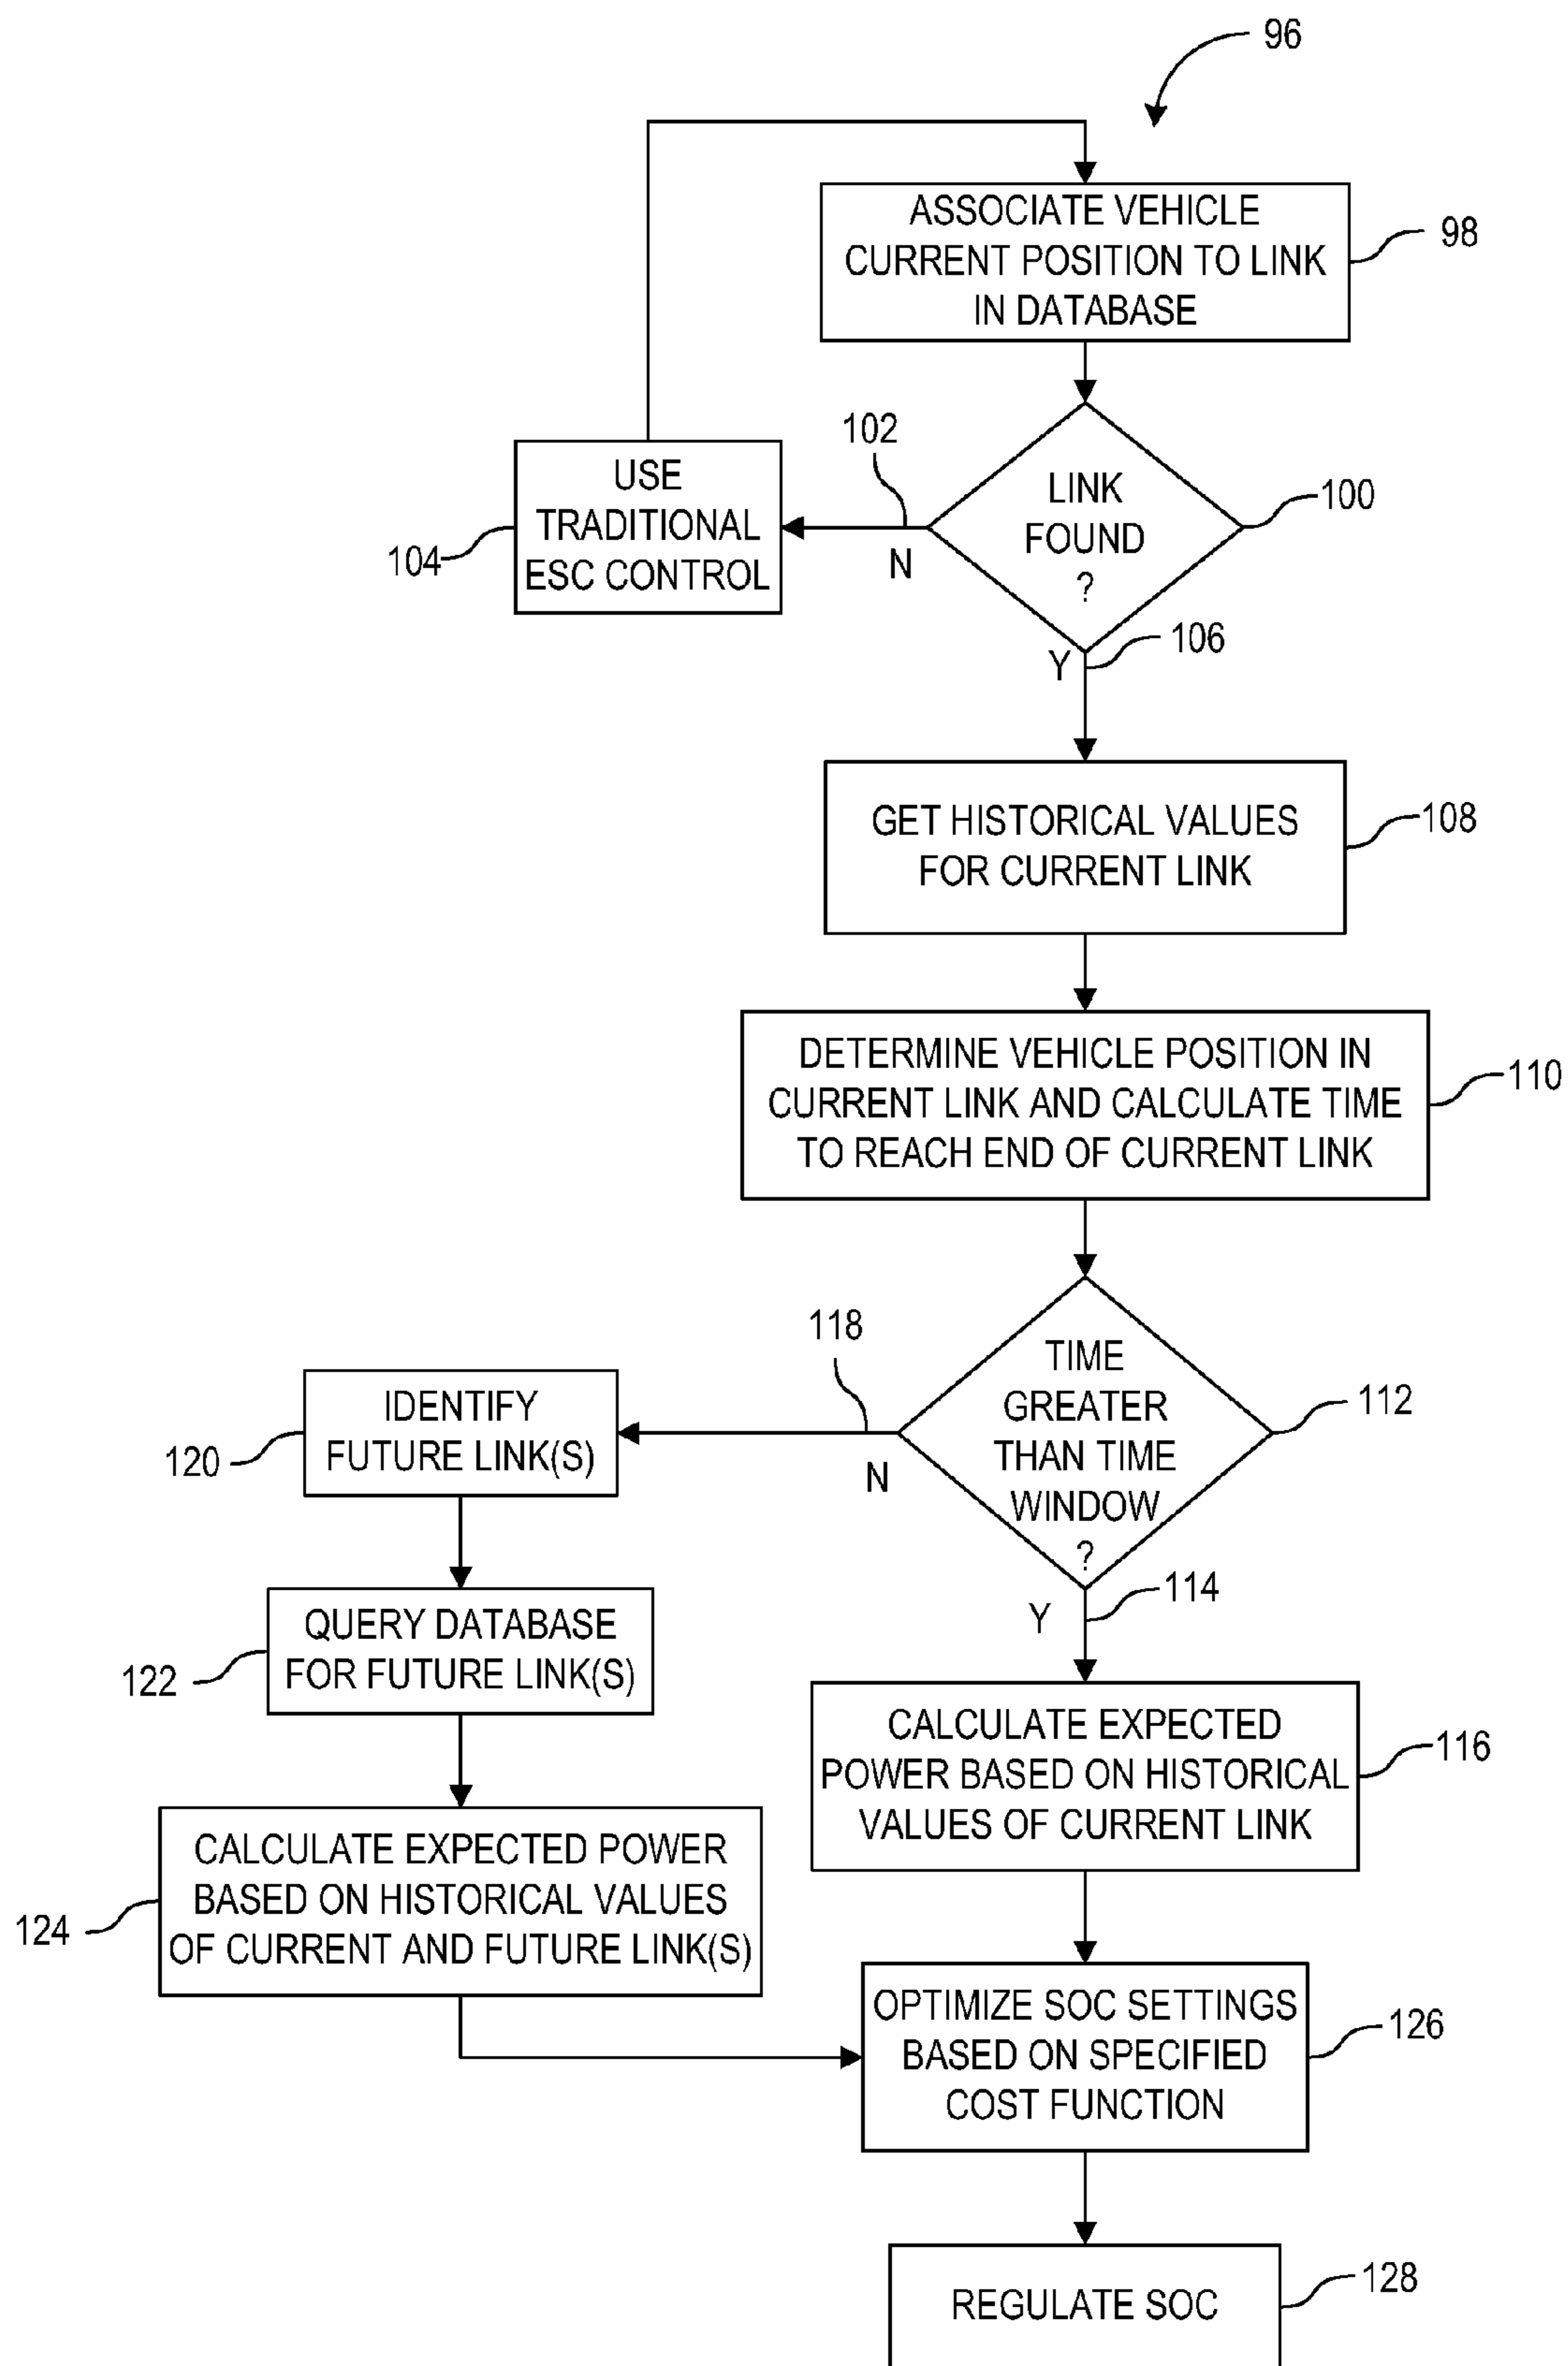 96
ASSOCIATE VEHICLE
CURRENT POSITION TO LINK
IN DATABASE
98
102
LINK
FOUND
?
100
USE
TRADITIONAL
ESC CONTROL
104
N
Y
106
GET HISTORICAL VALUES
FOR CURRENT LINK
108
DETERMINE VEHICLE POSITION IN
CURRENT LINK AND CALCULATE TIME
TO REACH END OF CURRENT LINK
110
118
TIME
GREATER
THAN TIME
WINDOW
?
112
N
IDENTIFY
FUTURE LINK(S)
120
Y
114
QUERY DATABASE
FOR FUTURE LINK(S)
122
CALCULATE EXPECTED
POWER BASED ON HISTORICAL
VALUES OF CURRENT LINK
116
CALCULATE EXPECTED POWER
BASED ON HISTORICAL VALUES
OF CURRENT AND FUTURE LINK(S)
124
OPTIMIZE SOC SETTINGS
BASED ON SPECIFIED
COST FUNCTION
126
REGULATE SOC
128